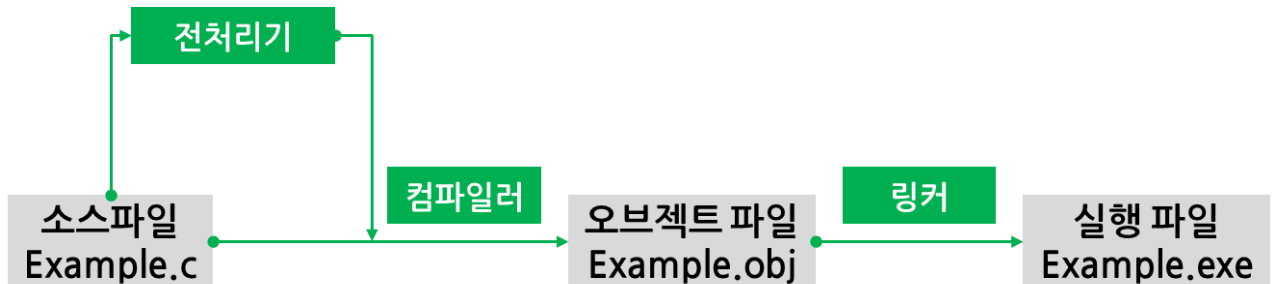 전처리기
컴파일러
링커
소스파일
Example.c
오브젝트 파일
Example.obj
실행 파일
Example.exe